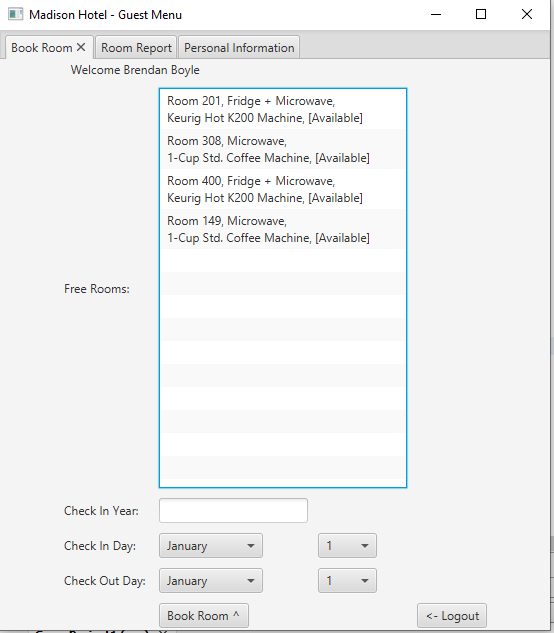 Madison Hotel - Guest Menu
Book Room Room Report Personal Information
Welcome Brendan Boyle
Room 201, Fridge + Microwave,
Keurig Hot K200 Machine, [Available]
Room 308, Microwave,
1-Cup Std. Coffee Machine, [Available]
Room 400, Fridge + Microwave,
Keurig Hot K200 Machine, [Available]
Room 149, Microwave,
1-Cup Std. Coffee Machine, [Available]
Free Rooms:
Check In Year:
Check In Day: January 1
Check Out Day: January 1
Book Room ^ <- Logout